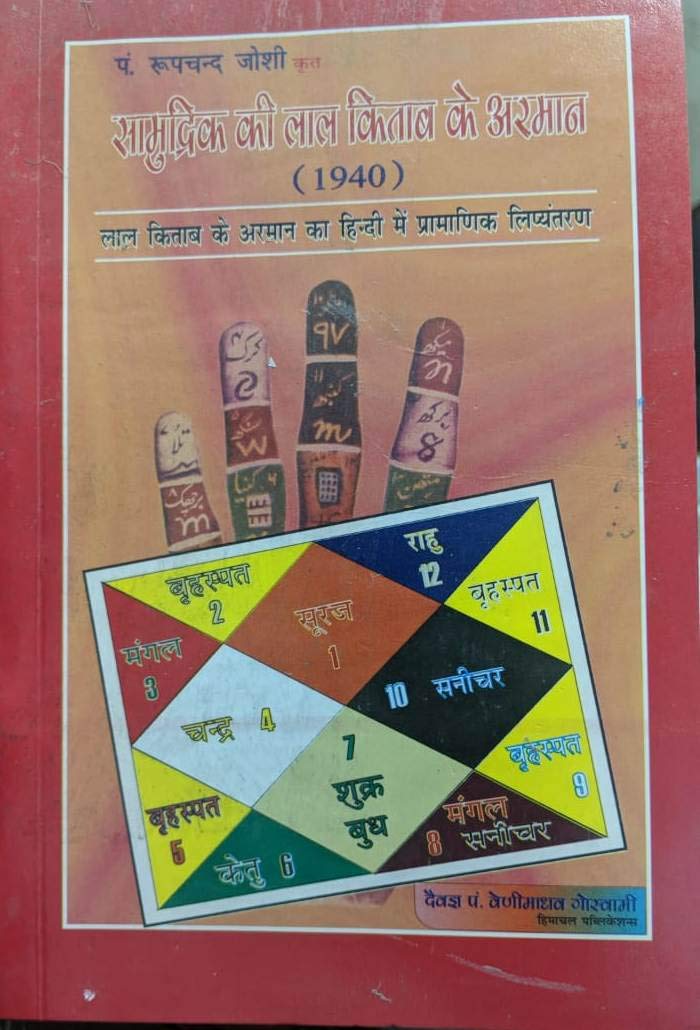 पं. रूपचन्द जोशी कृत
सामुद्रिक की लाल किताब के अरमान
(1940)
लाल किताब के अरमान का हिन्दी में प्रामाणिक लिप्यंतरण
राहु
12
बृहस्पत
2
सूरज
1
बृहस्पत
11
मंगल
3
10 सनीचर
चन्द्र 4
7
शुक्र
बुध
बृहस्पत
9
बृहस्पत
5
मंगल
8 सनीचर
केतु 6
दैवज्ञ पं. वेणीमाधव गोस्वामी
हिमाचल पब्लिकेशन्स